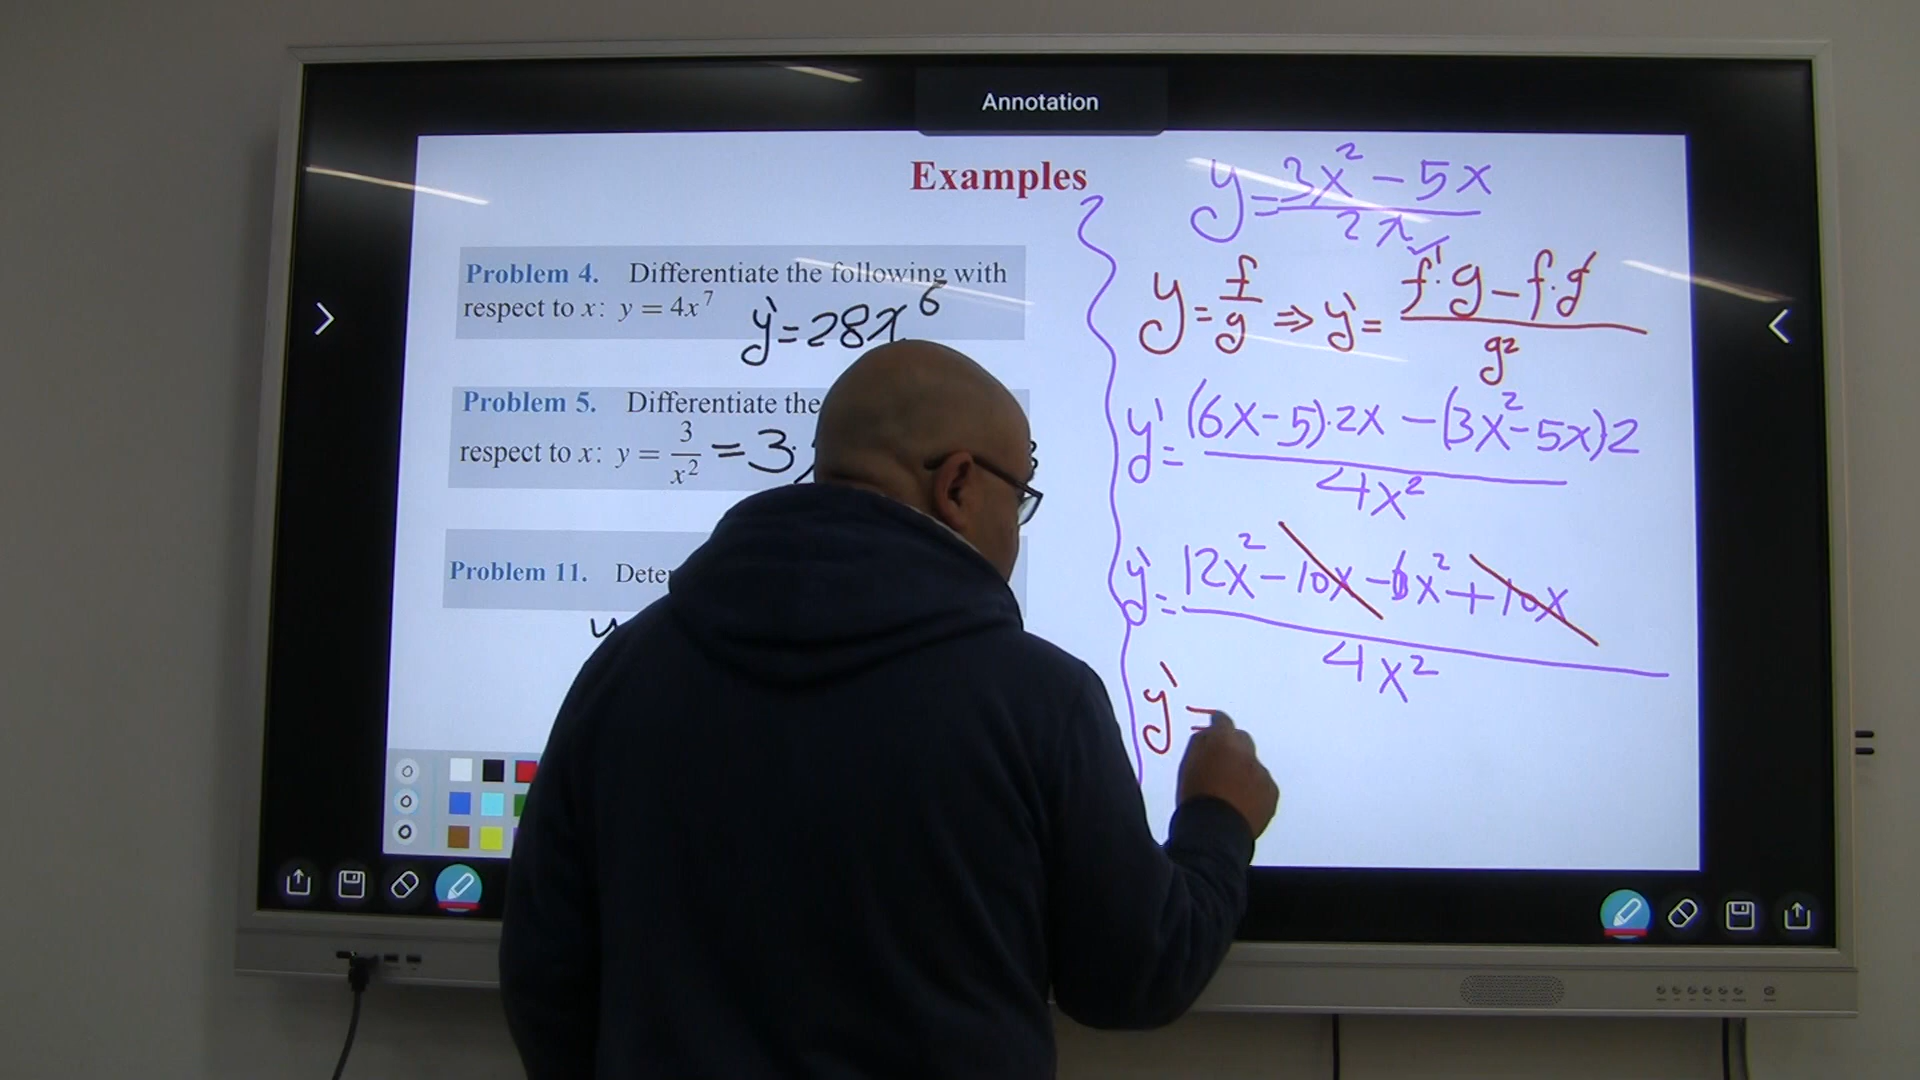 Annotation
Examples
Problem 4. Differentiate the following with
respect to x: y = 4x⁷
y' = 28x⁶
Problem 5. Differentiate the
respect to x: y = 3/x² = 3·
Problem 11.
y = (3x² - 5x)/(2x)
y = f/g ⇒ y' = (f'·g - f·g')/g²
y' = ((6x-5)·2x - (3x²-5x)·2)/(4x²)
y' = (12x² - 10x - 6x² + 10x)/(4x²)
y' =